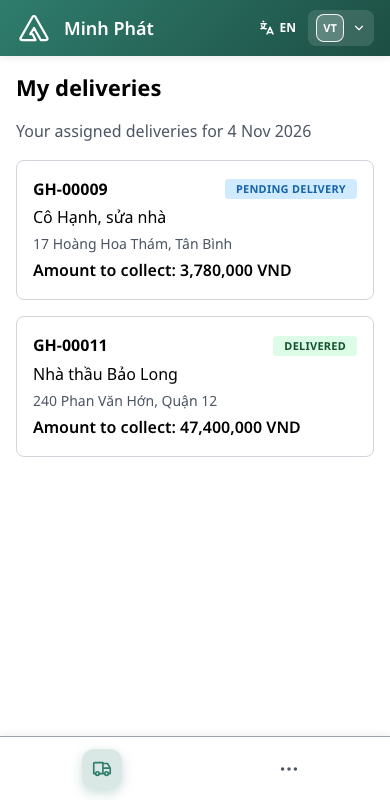 Minh Phát
EN
VT
My deliveries
Your assigned deliveries for 4 Nov 2026
GH-00009
PENDING DELIVERY
Cô Hạnh, sửa nhà
17 Hoàng Hoa Thám, Tân Bình
Amount to collect: 3,780,000 VND
GH-00011
DELIVERED
Nhà thầu Bảo Long
240 Phan Văn Hớn, Quận 12
Amount to collect: 47,400,000 VND